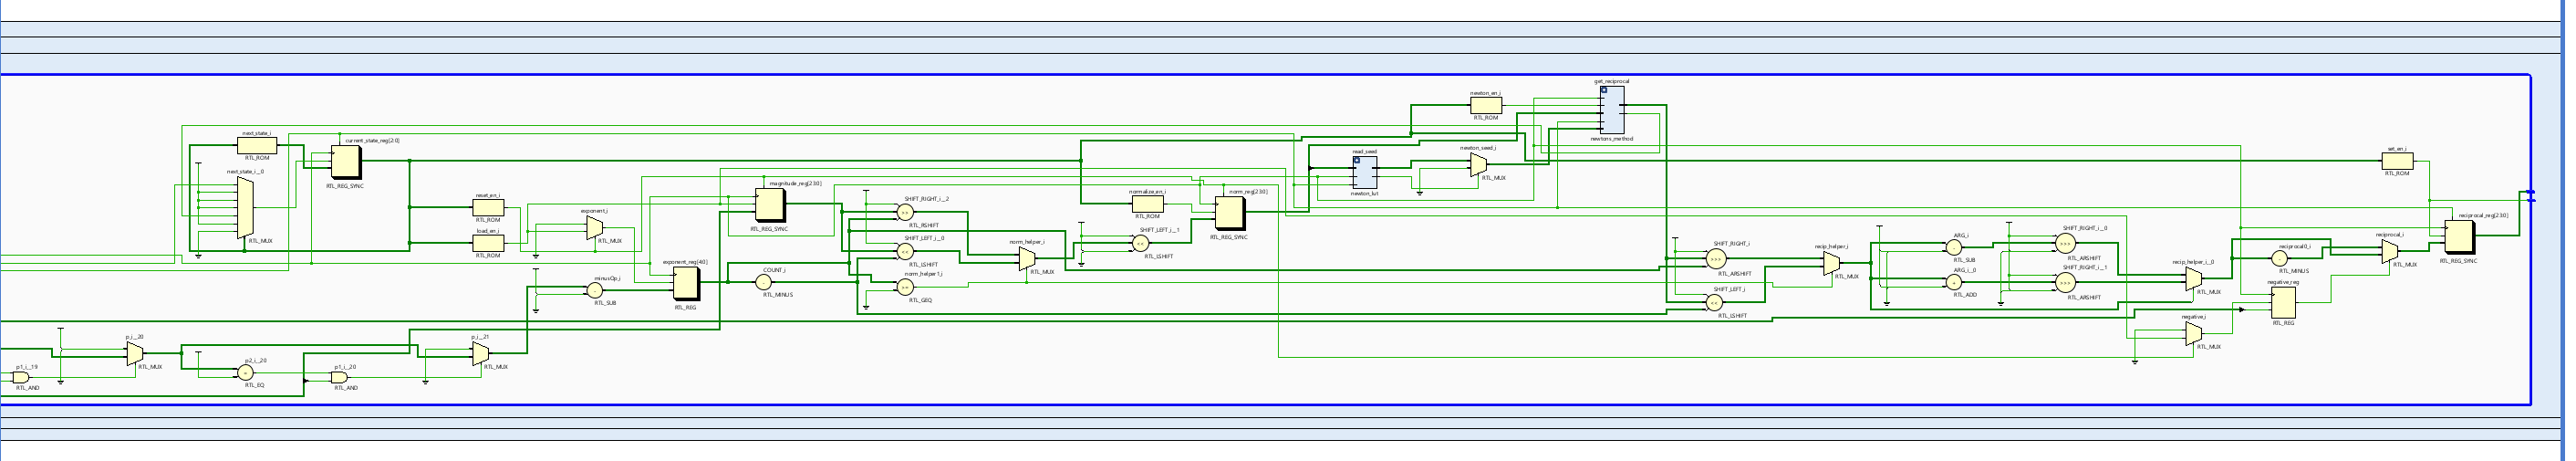 get_reciprocal
newton_en_i
RTL_ROM
newtons_method
next_state_i
RTL_ROM
current_state_reg[2:0]
RTL_REG_SYNC
next_state_i__0
RTL_MUX
reset_en_i
RTL_ROM
load_en_i
RTL_ROM
exponent_i
RTL_MUX
minusOp_i
RTL_SUB
exponent_reg[4:0]
RTL_REG
magnitude_reg[23:0]
RTL_REG_SYNC
COUNT_i
RTL_MINUS
SHIFT_RIGHT_i__2
>>
RTL_RSHIFT
SHIFT_LEFT_i__0
<<
RTL_LSHIFT
norm_helper1_i
>=
RTL_GEQ
norm_helper_i
RTL_MUX
normalize_en_i
RTL_ROM
SHIFT_LEFT_i__1
<<
RTL_LSHIFT
norm_reg[23:0]
RTL_REG_SYNC
read_seed
newton_lut
newton_seed_i
RTL_MUX
SHIFT_RIGHT_i
>>>
RTL_ARSHIFT
SHIFT_LEFT_i
<<
RTL_LSHIFT
recip_helper_i
RTL_MUX
ARG_i
-
RTL_SUB
ARG_i__0
+
RTL_ADD
SHIFT_RIGHT_i__0
>>>
RTL_ARSHIFT
SHIFT_RIGHT_i__1
>>>
RTL_ARSHIFT
recip_helper_i__0
RTL_MUX
negative_i
RTL_MUX
reciprocal0_i
-
RTL_MINUS
negative_reg
RTL_REG
reciprocal_i
RTL_MUX
set_en_i
RTL_ROM
reciprocal_reg[23:0]
RTL_REG_SYNC
p1_i__19
RTL_AND
p_i__20
RTL_MUX
p2_i__20
=
RTL_EQ
p1_i__20
RTL_AND
p_i__21
RTL_MUX